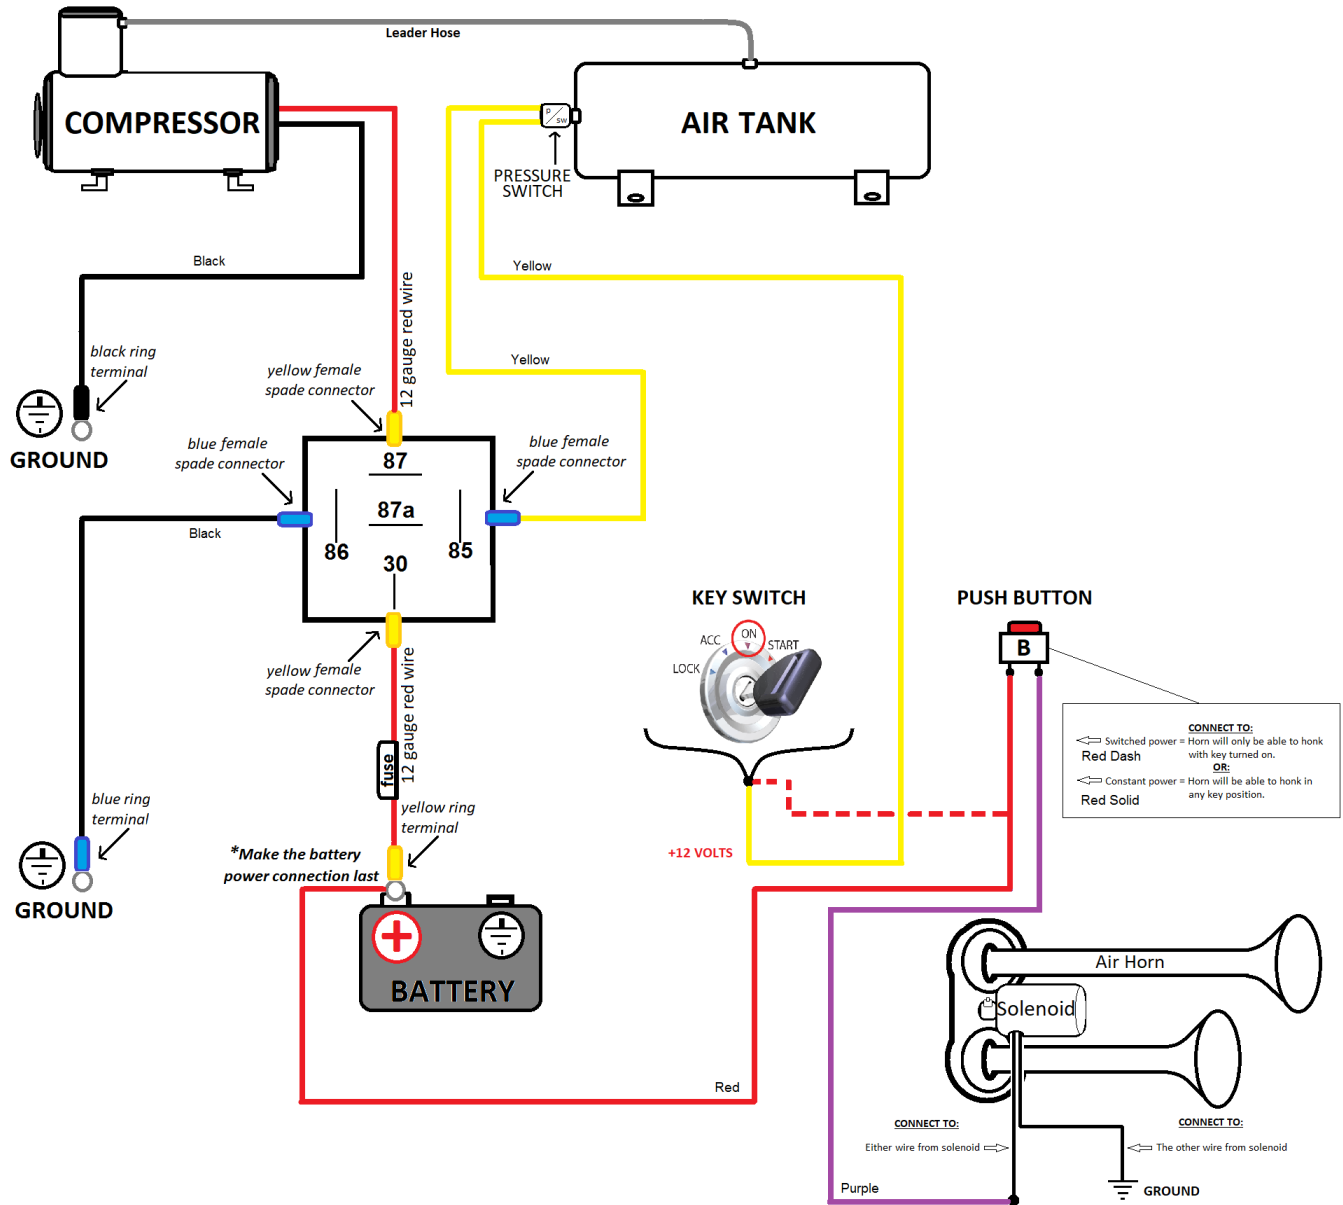 Leader Hose
COMPRESSOR
AIR TANK
P
sw
PRESSURE
SWITCH
Black
Yellow
12 gauge red wire
black ring
terminal
yellow female
spade connector
Yellow
GROUND
blue female
spade connector
blue female
spade connector
87
87a
86
85
30
Black
yellow female
spade connector
12 gauge red wire
fuse
KEY SWITCH
LOCK
ACC
ON
START
PUSH BUTTON
B
CONNECT TO:
Switched power = Horn will only be able to honk
with key turned on.
Red Dash
OR:
Constant power = Horn will be able to honk in
any key position.
Red Solid
blue ring
terminal
yellow ring
terminal
+12 VOLTS
*Make the battery
power connection last
GROUND
BATTERY
Air Horn
Solenoid
Red
CONNECT TO:
Either wire from solenoid
CONNECT TO:
The other wire from solenoid
Purple
GROUND